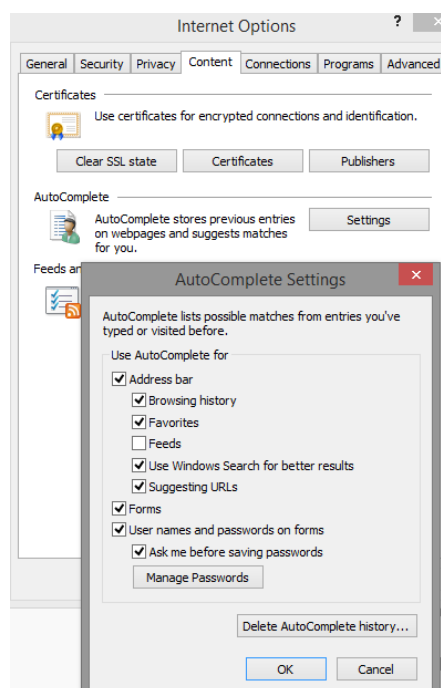 Internet Options
?
General Security Privacy Content Connections Programs Advanced
Certificates
Use certificates for encrypted connections and identification.
Clear SSL state Certificates Publishers
AutoComplete
AutoComplete stores previous entries Settings
on webpages and suggests matches
for you.
Feeds
AutoComplete Settings
AutoComplete lists possible matches from entries you've
typed or visited before.
Use AutoComplete for
Address bar
Browsing history
Favorites
Feeds
Use Windows Search for better results
Suggesting URLs
Forms
User names and passwords on forms
Ask me before saving passwords
Manage Passwords
Delete AutoComplete history...
OK Cancel